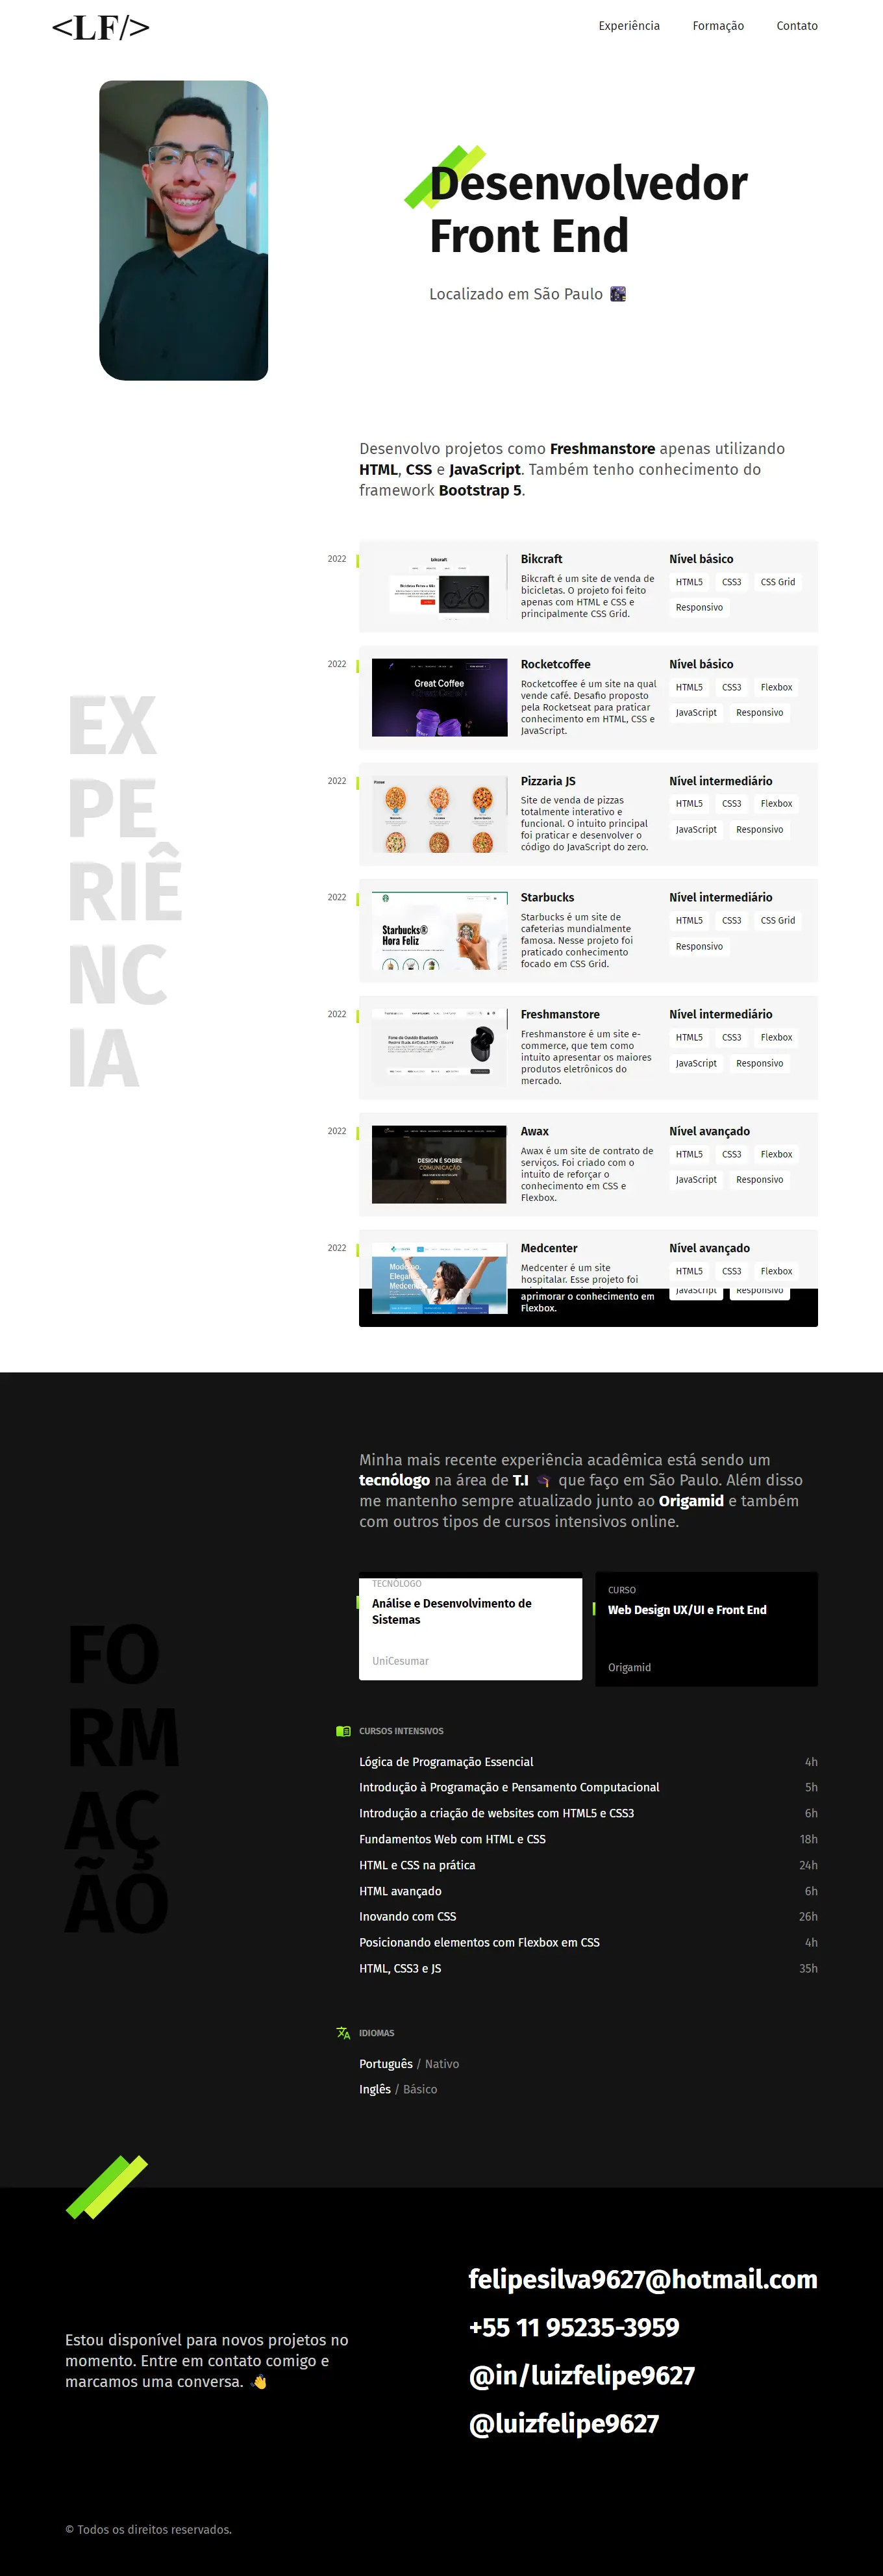 <LF/>
Experiência
Formação
Contato
Desenvolvedor
Front End
Localizado em São Paulo
Desenvolvo projetos como Freshmanstore apenas utilizando
HTML, CSS e JavaScript. Também tenho conhecimento do
framework Bootstrap 5.
EX
PE
RIÊ
NC
IA
2022
Bikcraft
Bikcraft é um site de venda de
bicicletas. O projeto foi feito
apenas com HTML e CSS e
principalmente CSS Grid.
Nível básico
HTML5 CSS3 CSS Grid
Responsivo
2022
Great Coffee
Rocketcoffee
Rocketcoffee é um site na qual
vende café. Desafio proposto
pela Rocketseat para praticar
conhecimento em HTML, CSS e
JavaScript.
Nível básico
HTML5 CSS3 Flexbox
JavaScript Responsivo
2022
Pizzaria JS
Site de venda de pizzas
totalmente interativo e
funcional. O intuito principal
foi praticar e desenvolver o
código do JavaScript do zero.
Nível intermediário
HTML5 CSS3 Flexbox
JavaScript Responsivo
2022
Starbucks®
Hora Feliz
Starbucks
Starbucks é um site de
cafeterias mundialmente
famosa. Nesse projeto foi
praticado conhecimento
focado em CSS Grid.
Nível intermediário
HTML5 CSS3 CSS Grid
Responsivo
2022
Freshmanstore
Freshmanstore é um site e-
commerce, que tem como
intuito apresentar os maiores
produtos eletrônicos do
mercado.
Nível intermediário
HTML5 CSS3 Flexbox
JavaScript Responsivo
2022
DESIGN É SOBRE
COMUNICAÇÃO
Awax
Awax é um site de contrato de
serviços. Foi criado com o
intuito de reforçar o
conhecimento em CSS e
Flexbox.
Nível avançado
HTML5 CSS3 Flexbox
JavaScript Responsivo
2022
Medcenter
Medcenter é um site
hospitalar. Esse projeto foi
aprimorar o conhecimento em
Flexbox.
Nível avançado
HTML5 CSS3 Flexbox
JavaScript Responsivo
Minha mais recente experiência acadêmica está sendo um
tecnólogo na área de T.I que faço em São Paulo. Além disso
me mantenho sempre atualizado junto ao Origamid e também
com outros tipos de cursos intensivos online.
FO
RM
AÇ
ÃO
TECNÓLOGO
Análise e Desenvolvimento de
Sistemas
UniCesumar
CURSO
Web Design UX/UI e Front End
Origamid
CURSOS INTENSIVOS
Lógica de Programação Essencial 4h
Introdução à Programação e Pensamento Computacional 5h
Introdução a criação de websites com HTML5 e CSS3 6h
Fundamentos Web com HTML e CSS 18h
HTML e CSS na prática 24h
HTML avançado 6h
Inovando com CSS 26h
Posicionando elementos com Flexbox em CSS 4h
HTML, CSS3 e JS 35h
IDIOMAS
Português / Nativo
Inglês / Básico
Estou disponível para novos projetos no
momento. Entre em contato comigo e
marcamos uma conversa.
felipesilva9627@hotmail.com
+55 11 95235-3959
@in/luizfelipe9627
@luizfelipe9627
© Todos os direitos reservados.